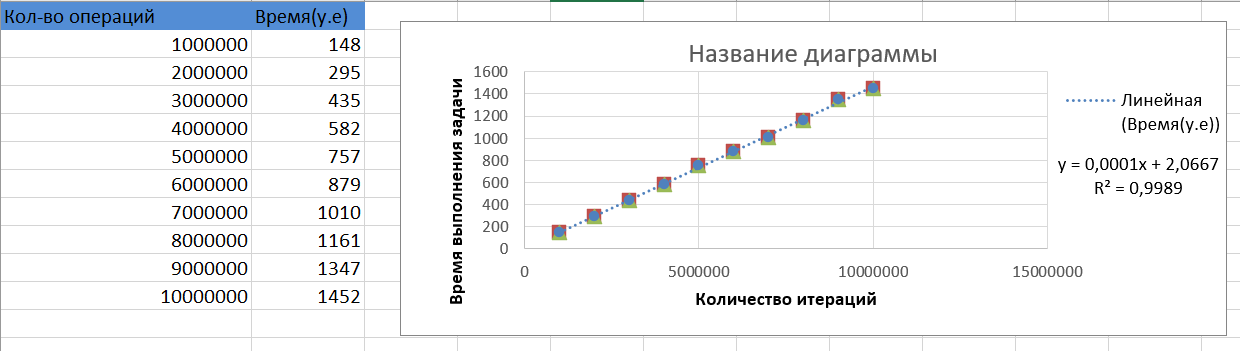 Кол-во операций Время(у.е)
1000000 148
2000000 295
3000000 435
4000000 582
5000000 757
6000000 879
7000000 1010
8000000 1161
9000000 1347
10000000 1452
Название диаграммы
Время выполнения задачи
1600
1400
1200
1000
800
600
400
200
0
0 5000000 10000000 15000000
Количество итераций
Линейная
(Время(у.е))
y = 0,0001x + 2,0667
R² = 0,9989